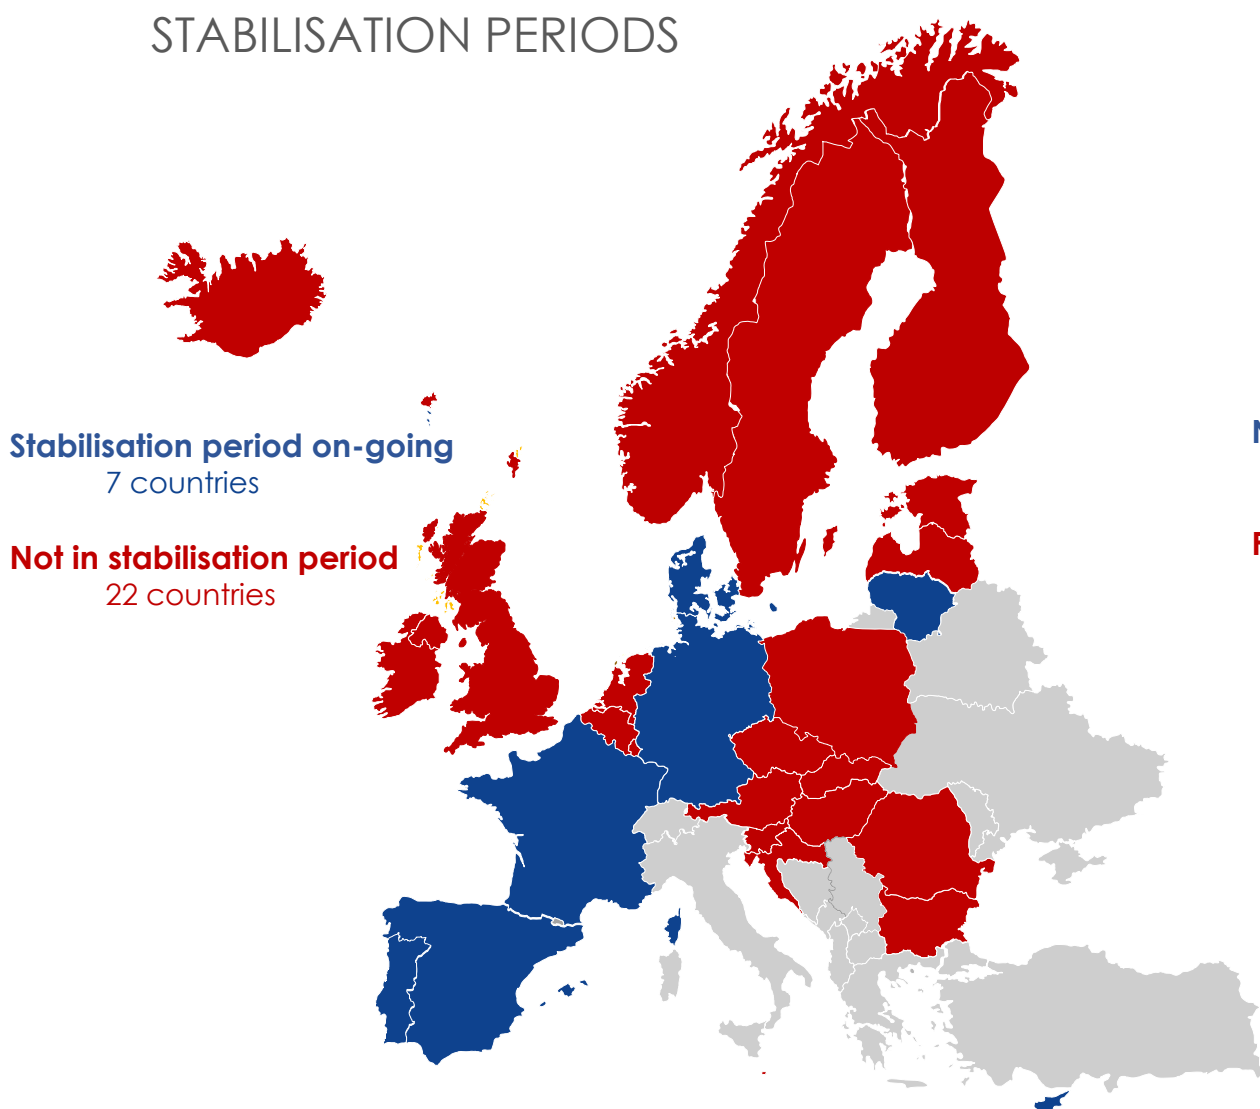 STABILISATION PERIODS
Stabilisation period on-going
7 countries
Not in stabilisation period
22 countries